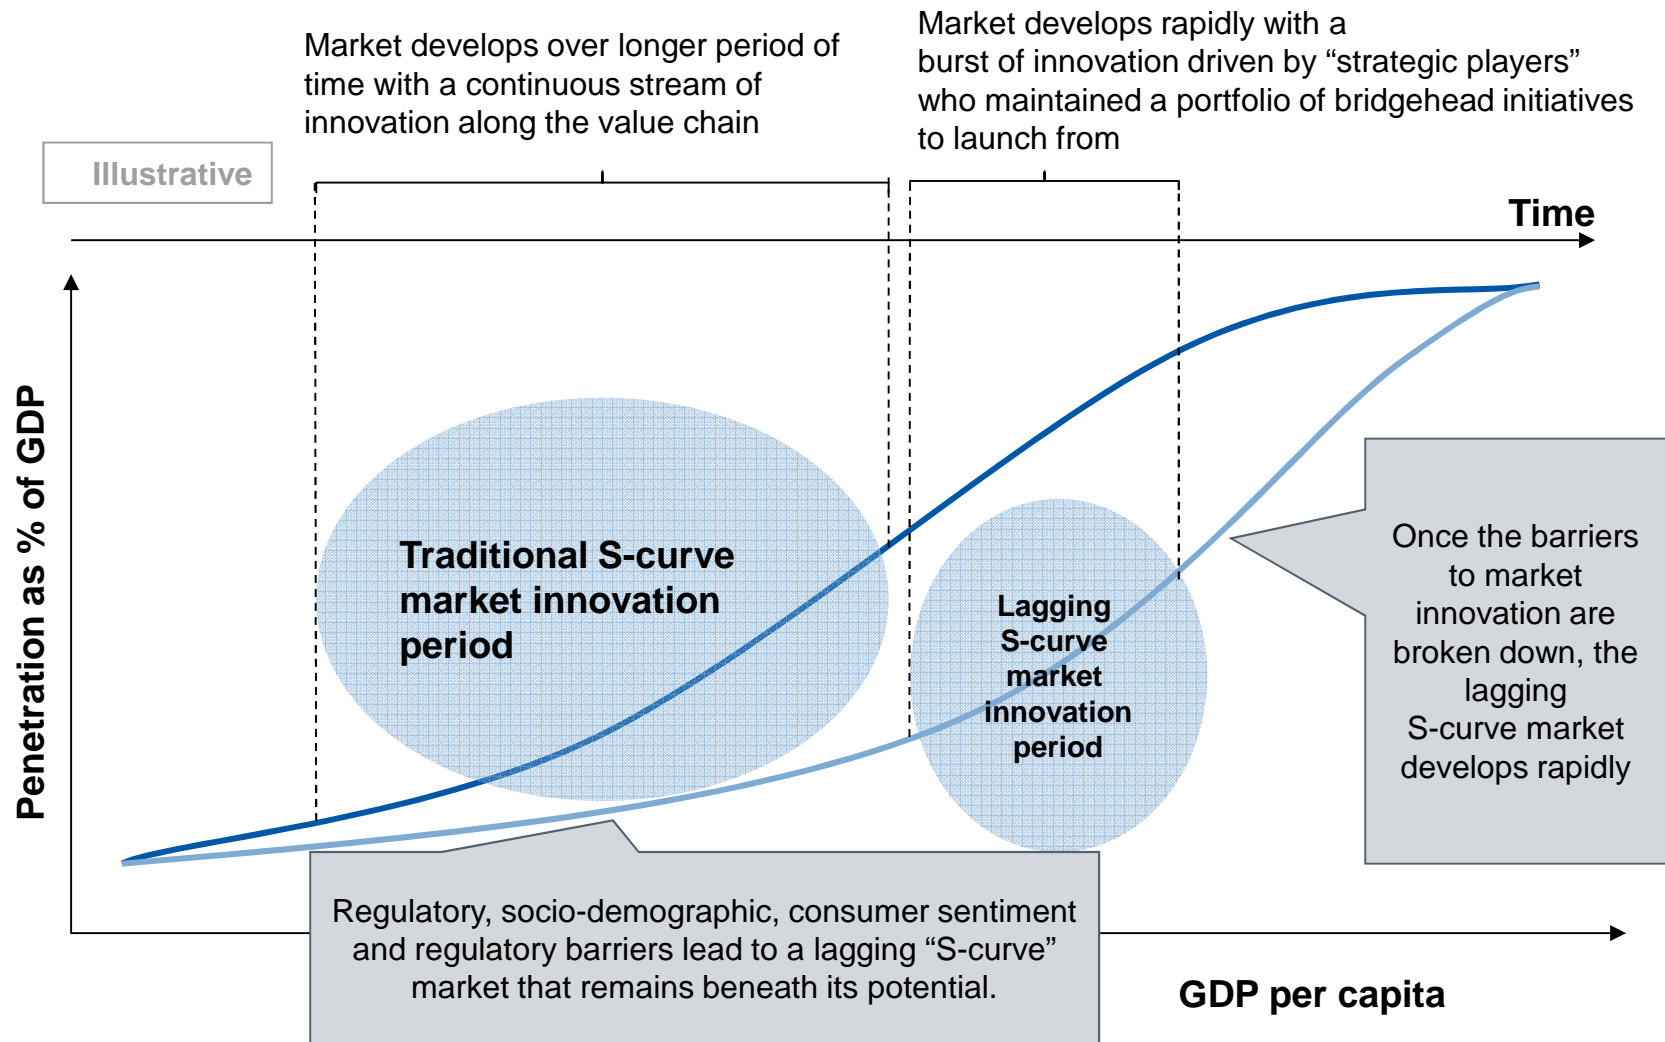 Market develops over longer period of
time with a continuous stream of
innovation along the value chain
Market develops rapidly with a
burst of innovation driven by “strategic players”
who maintained a portfolio of bridgehead initiatives
to launch from
Illustrative
Time
Penetration as % of GDP
Traditional S-curve
market innovation
period
Lagging
S-curve
market
innovation
period
Once the barriers
to market
innovation are
broken down, the
lagging
S-curve market
develops rapidly
Regulatory, socio-demographic, consumer sentiment
and regulatory barriers lead to a lagging “S-curve”
market that remains beneath its potential.
GDP per capita